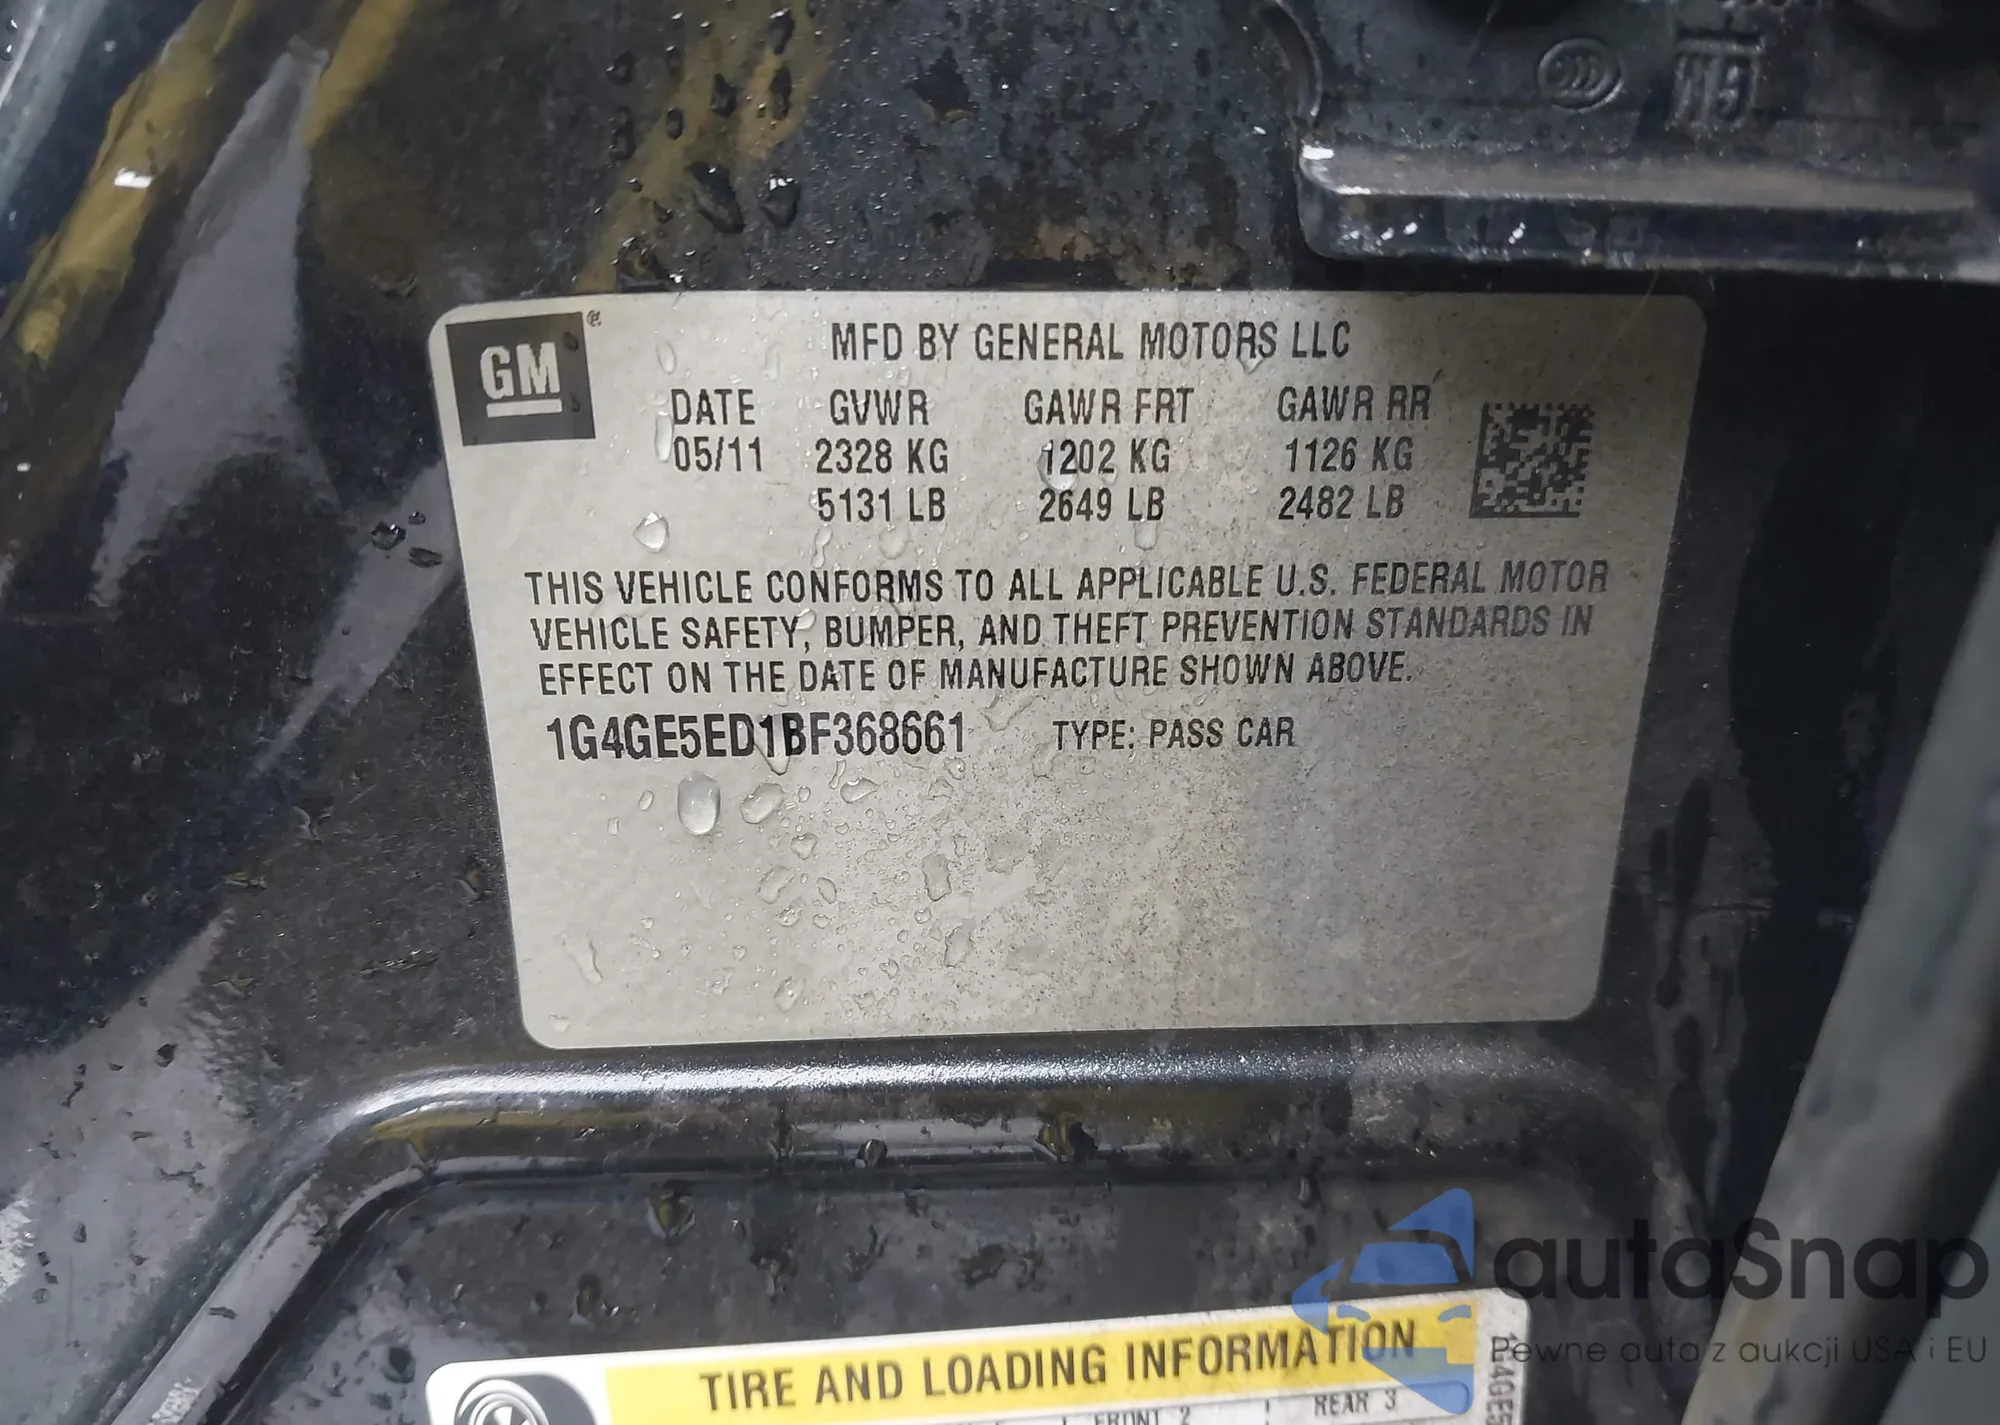 GM
MFD BY GENERAL MOTORS LLC
DATE GVWR GAWR FRT GAWR RR
05/11 2328 KG 1202 KG 1126 KG
5131 LB 2649 LB 2482 LB
THIS VEHICLE CONFORMS TO ALL APPLICABLE U.S. FEDERAL MOTOR
VEHICLE SAFETY, BUMPER, AND THEFT PREVENTION STANDARDS IN
EFFECT ON THE DATE OF MANUFACTURE SHOWN ABOVE.
1G4GE5ED1BF368661 TYPE: PASS CAR
autaSnap
Pewne auta z aukcji USA i EU
TIRE AND LOADING INFORMATION
FRONT 2 REAR 3
1G4GE5